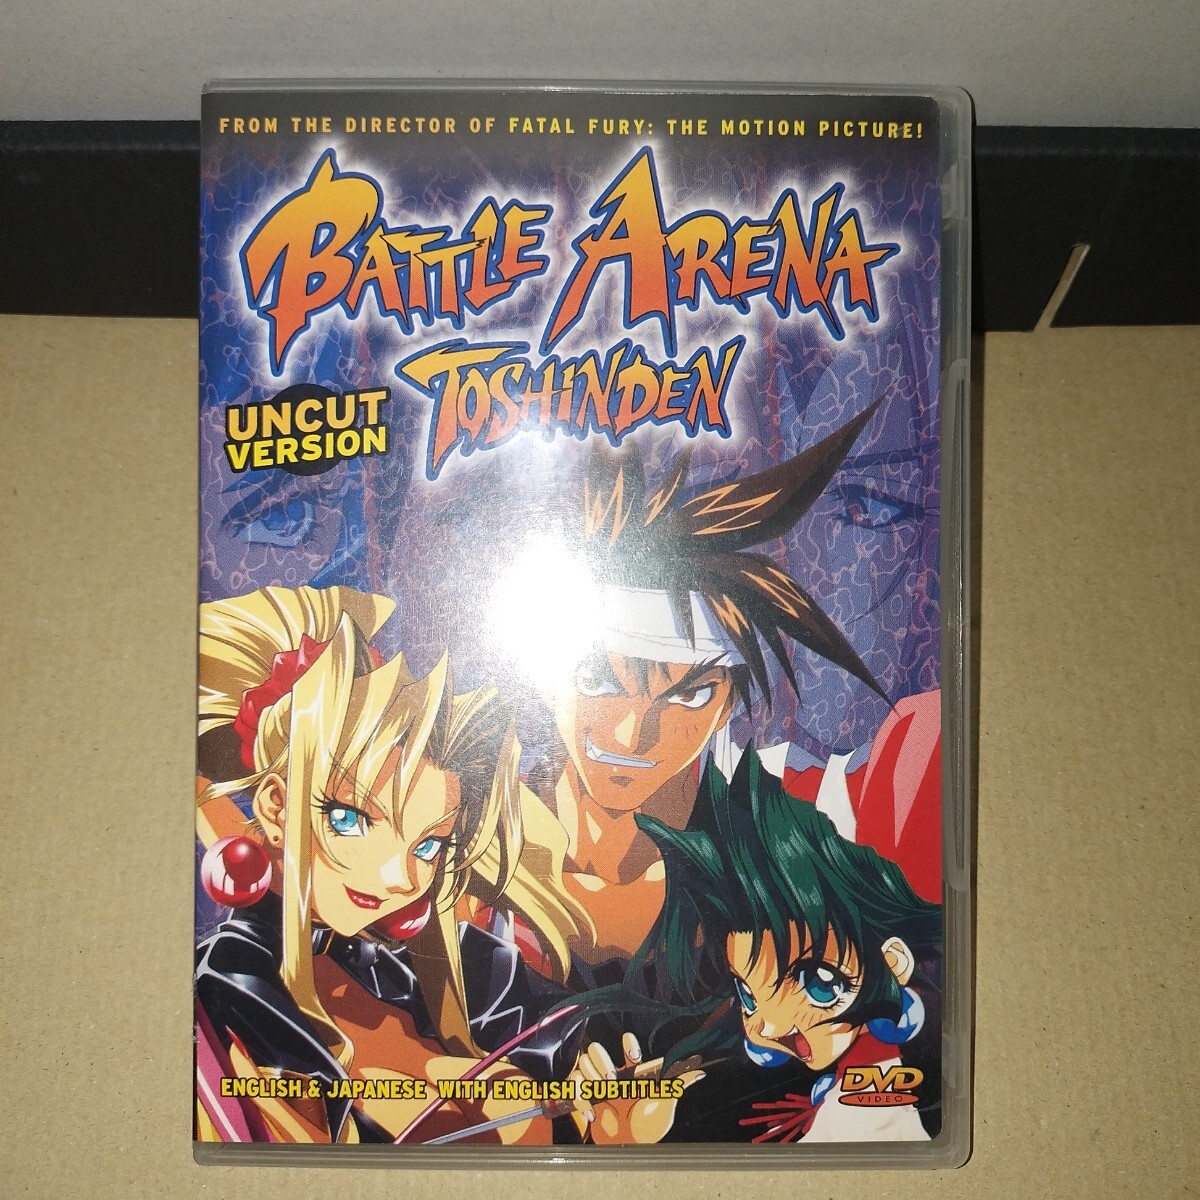 FROM THE DIRECTOR OF FATAL FURY: THE MOTION PICTURE!
BATTLE ARENA
TOSHINDEN
UNCUT
VERSION
ENGLISH & JAPANESE WITH ENGLISH SUBTITLES
DVD
VIDEO